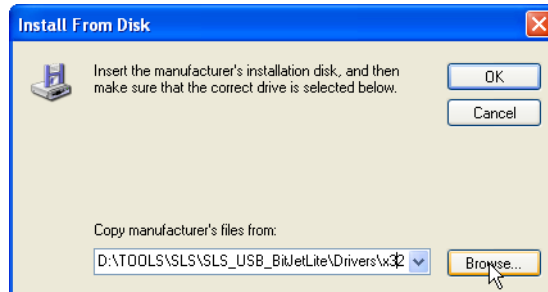 Install From Disk
Insert the manufacturer's installation disk, and then
make sure that the correct drive is selected below.
OK
Cancel
Copy manufacturer's files from:
D:\TOOLS\SLS\SLS_USB_BitJetLite\Drivers\x32
Browse...